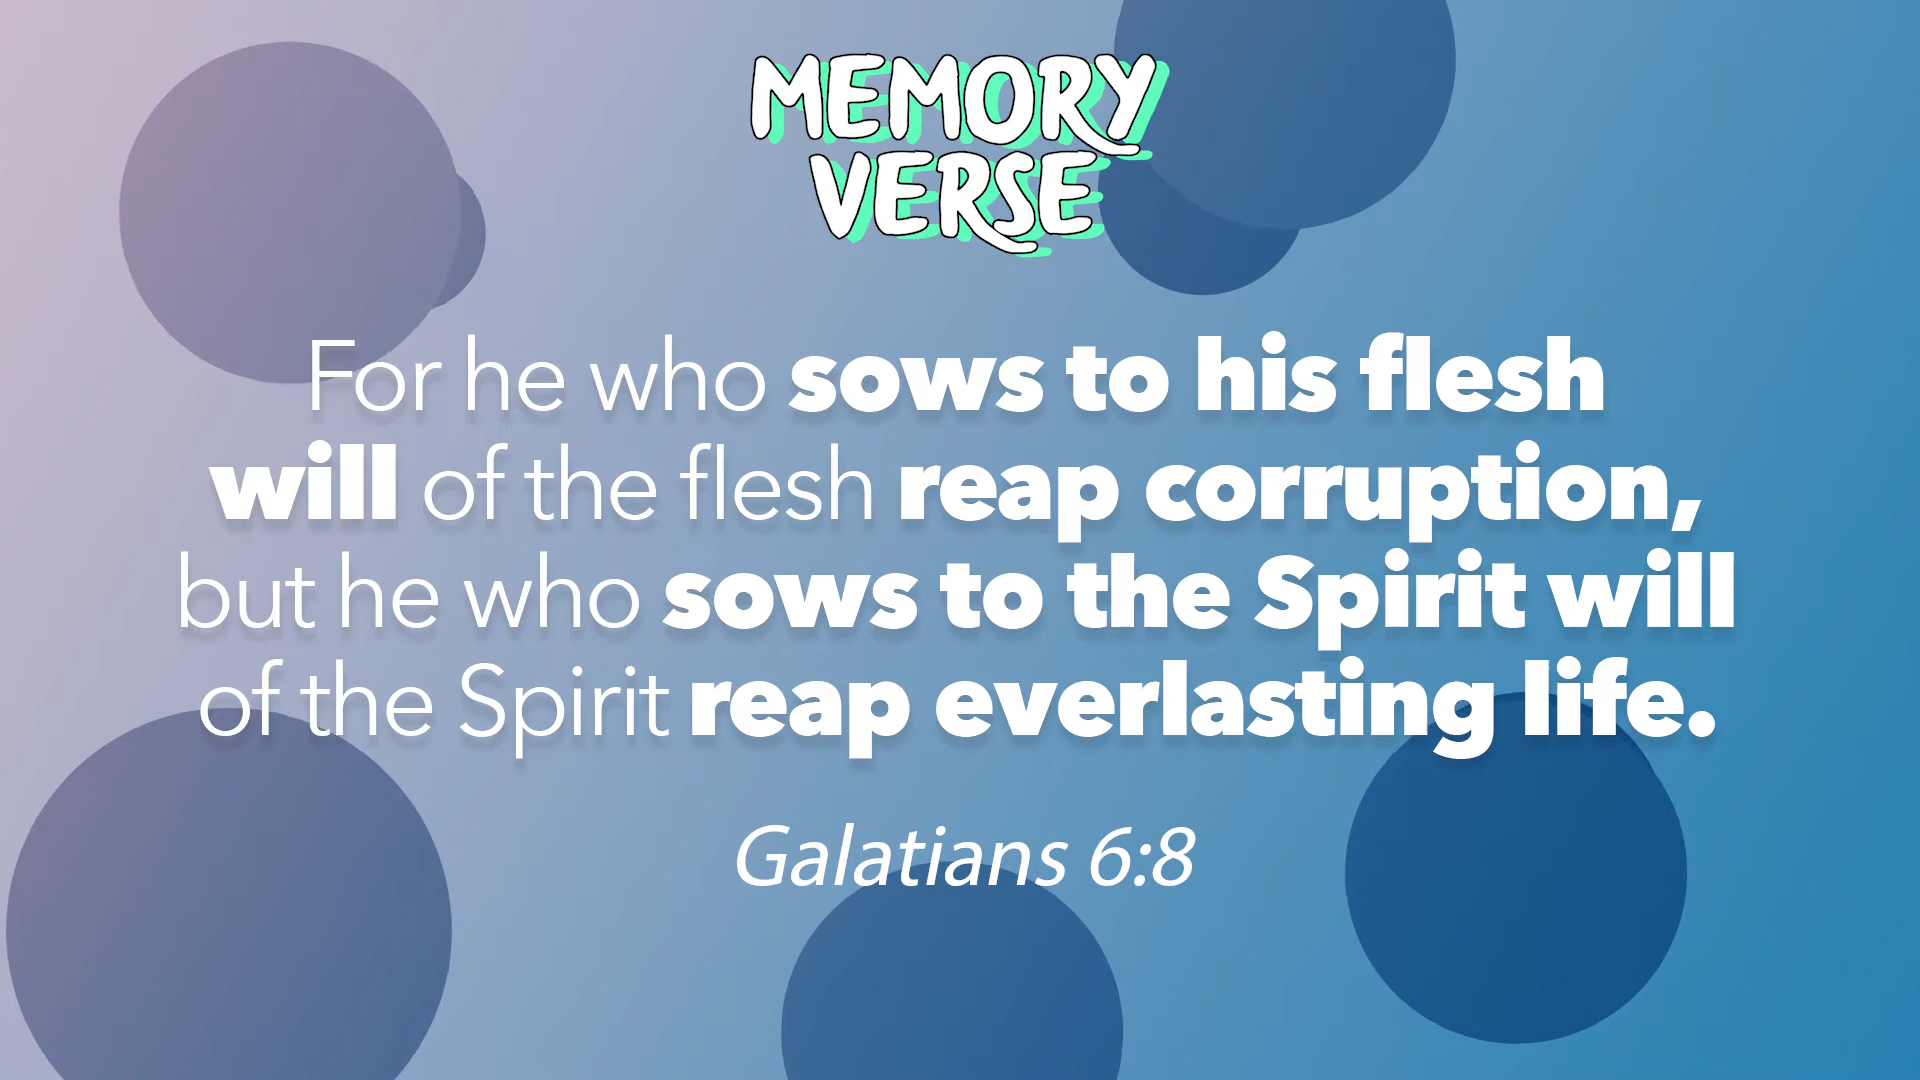 MEMORY
VERSE
For he who sows to his flesh
will of the flesh reap corruption,
but he who sows to the Spirit will
of the Spirit reap everlasting life.
Galatians 6:8